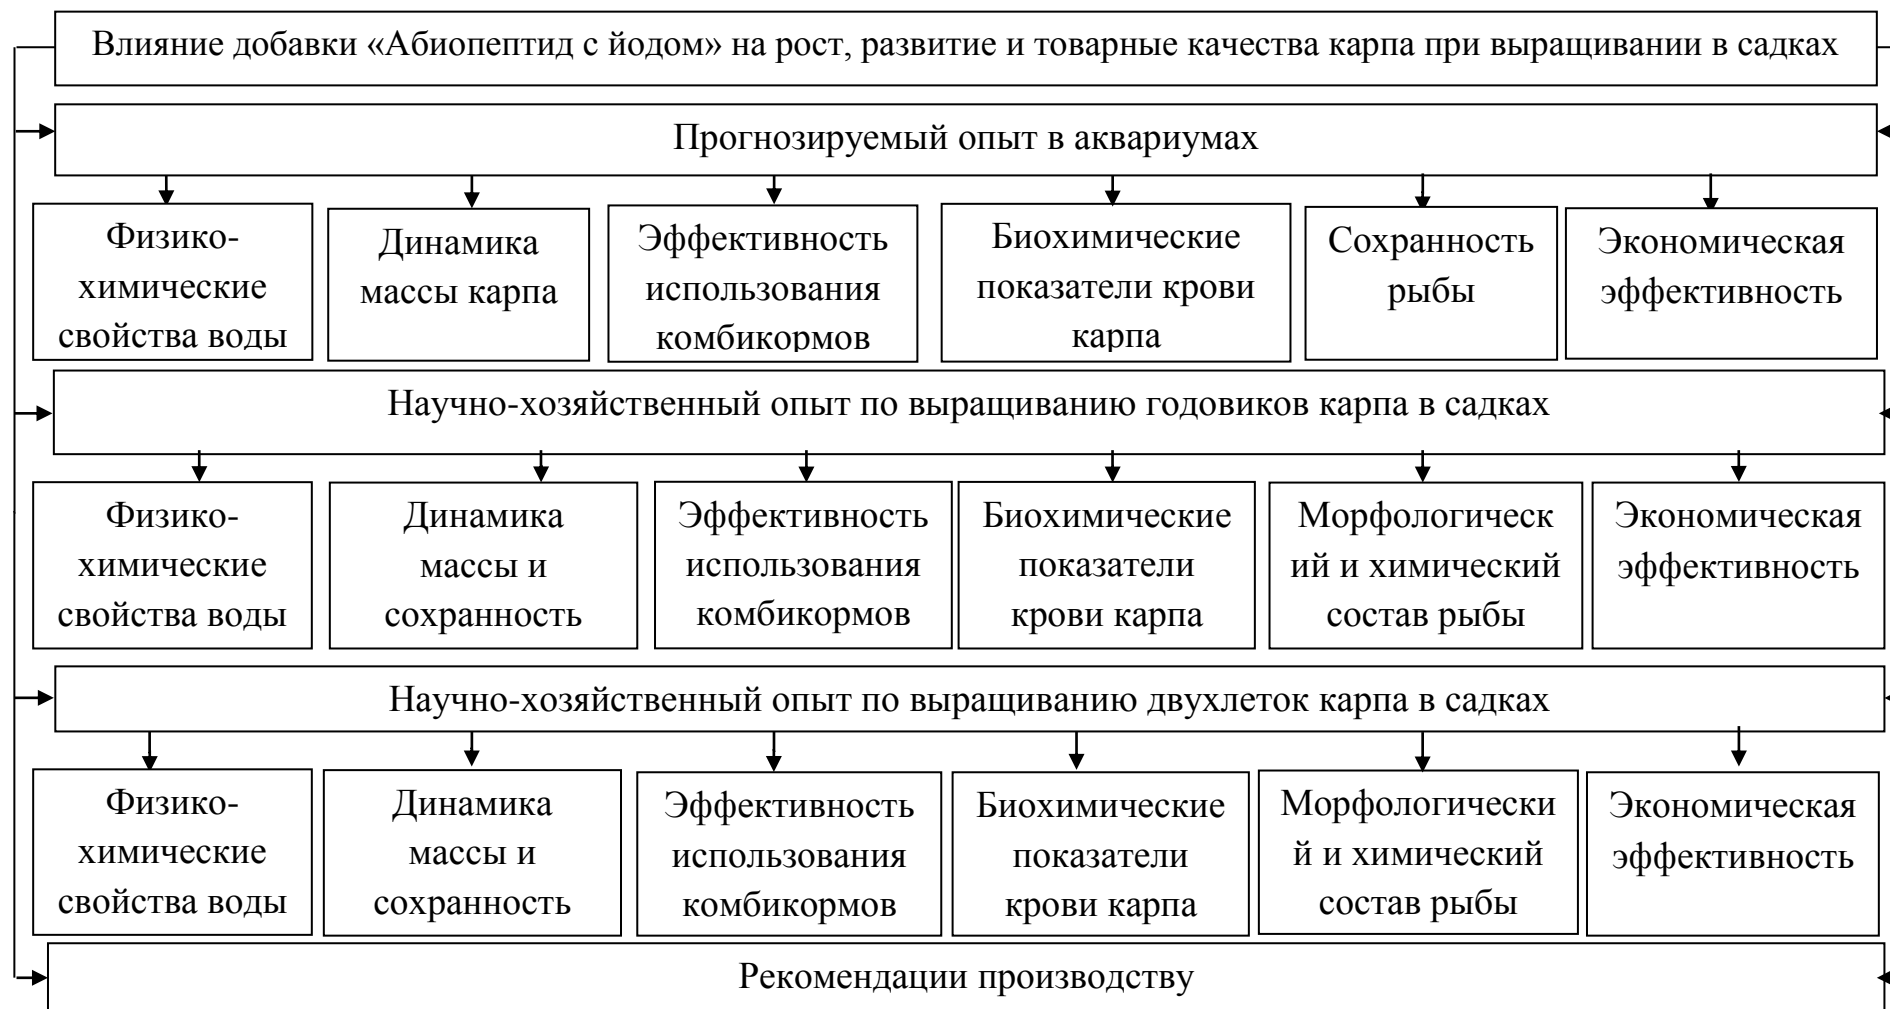 Влияние добавки «Абиопептид с йодом» на рост, развитие и товарные качества карпа при выращивании в садках
Прогнозируемый опыт в аквариумах
Физико-
химические
свойства воды
Динамика
массы карпа
Эффективность
использования
комбикормов
Биохимические
показатели крови
карпа
Сохранность
рыбы
Экономическая
эффективность
Научно-хозяйственный опыт по выращиванию годовиков карпа в садках
Физико-
химические
свойства воды
Динамика
массы и
сохранность
Эффективность
использования
комбикормов
Биохимические
показатели
крови карпа
Морфологическ
ий и химический
состав рыбы
Экономическая
эффективность
Научно-хозяйственный опыт по выращиванию двухлеток карпа в садках
Физико-
химические
свойства воды
Динамика
массы и
сохранность
Эффективность
использования
комбикормов
Биохимические
показатели
крови карпа
Морфологически
й и химический
состав рыбы
Экономическая
эффективность
Рекомендации производству